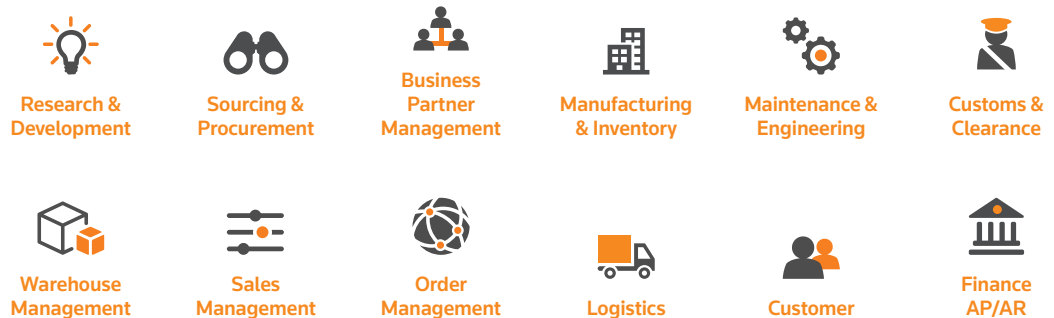 Research &
Development
Sourcing &
Procurement
Business
Partner
Management
Manufacturing
& Inventory
Maintenance &
Engineering
Customs &
Clearance
Warehouse
Management
Sales
Management
Order
Management
Logistics
Customer
Finance
AP/AR